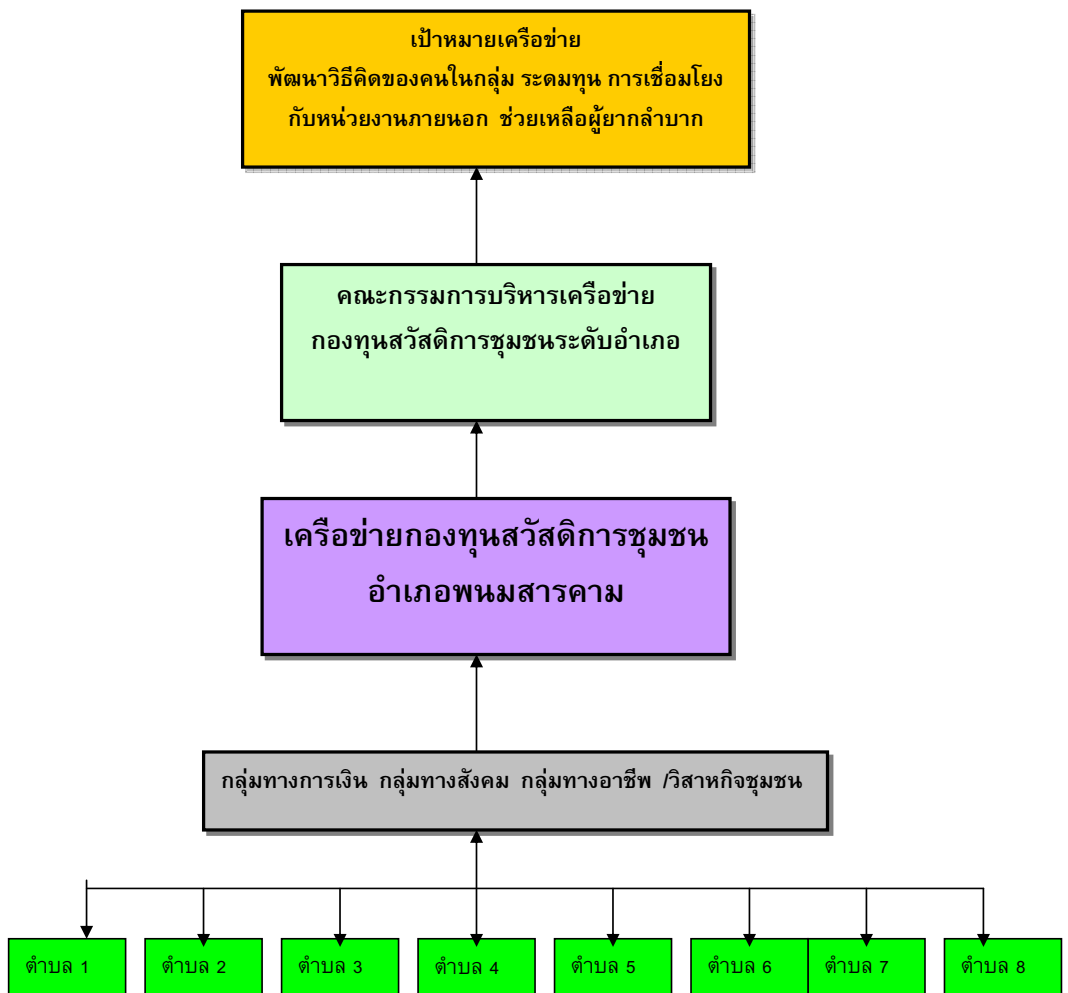 เป้าหมายเครือข่าย
พัฒนาวิธีคิดของคนในกลุ่ม ระดมทุน การเชื่อมโยง
กับหน่วยงานภายนอก ช่วยเหลือผู้ยากลำบาก
คณะกรรมการบริหารเครือข่าย
กองทุนสวัสดิการชุมชนระดับอำเภอ
เครือข่ายกองทุนสวัสดิการชุมชน
อำเภอพนมสารคาม
กลุ่มทางการเงิน กลุ่มทางสังคม กลุ่มทางอาชีพ /วิสาหกิจชุมชน
ตำบล 1 ตำบล 2 ตำบล 3 ตำบล 4 ตำบล 5 ตำบล 6 ตำบล 7 ตำบล 8